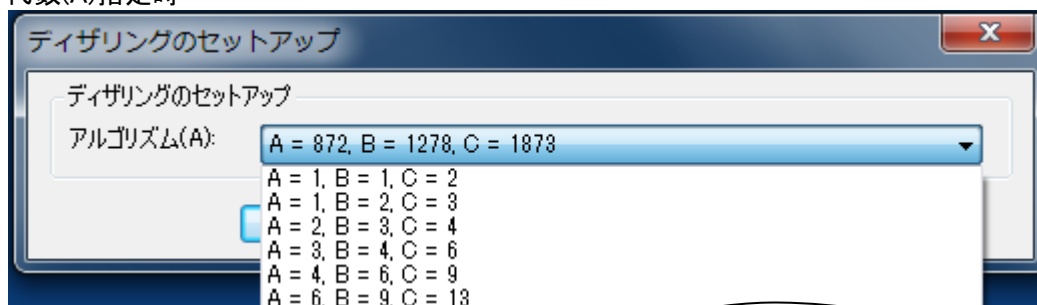 ディザリングのセットアップ
ディザリングのセットアップ
アルゴリズム(A):
A = 872, B = 1278, C = 1873
A = 1, B = 1, C = 2
A = 1, B = 2, C = 3
A = 2, B = 3, C = 4
A = 3, B = 4, C = 6
A = 4, B = 6, C = 9
A = 6, B = 9, C = 13